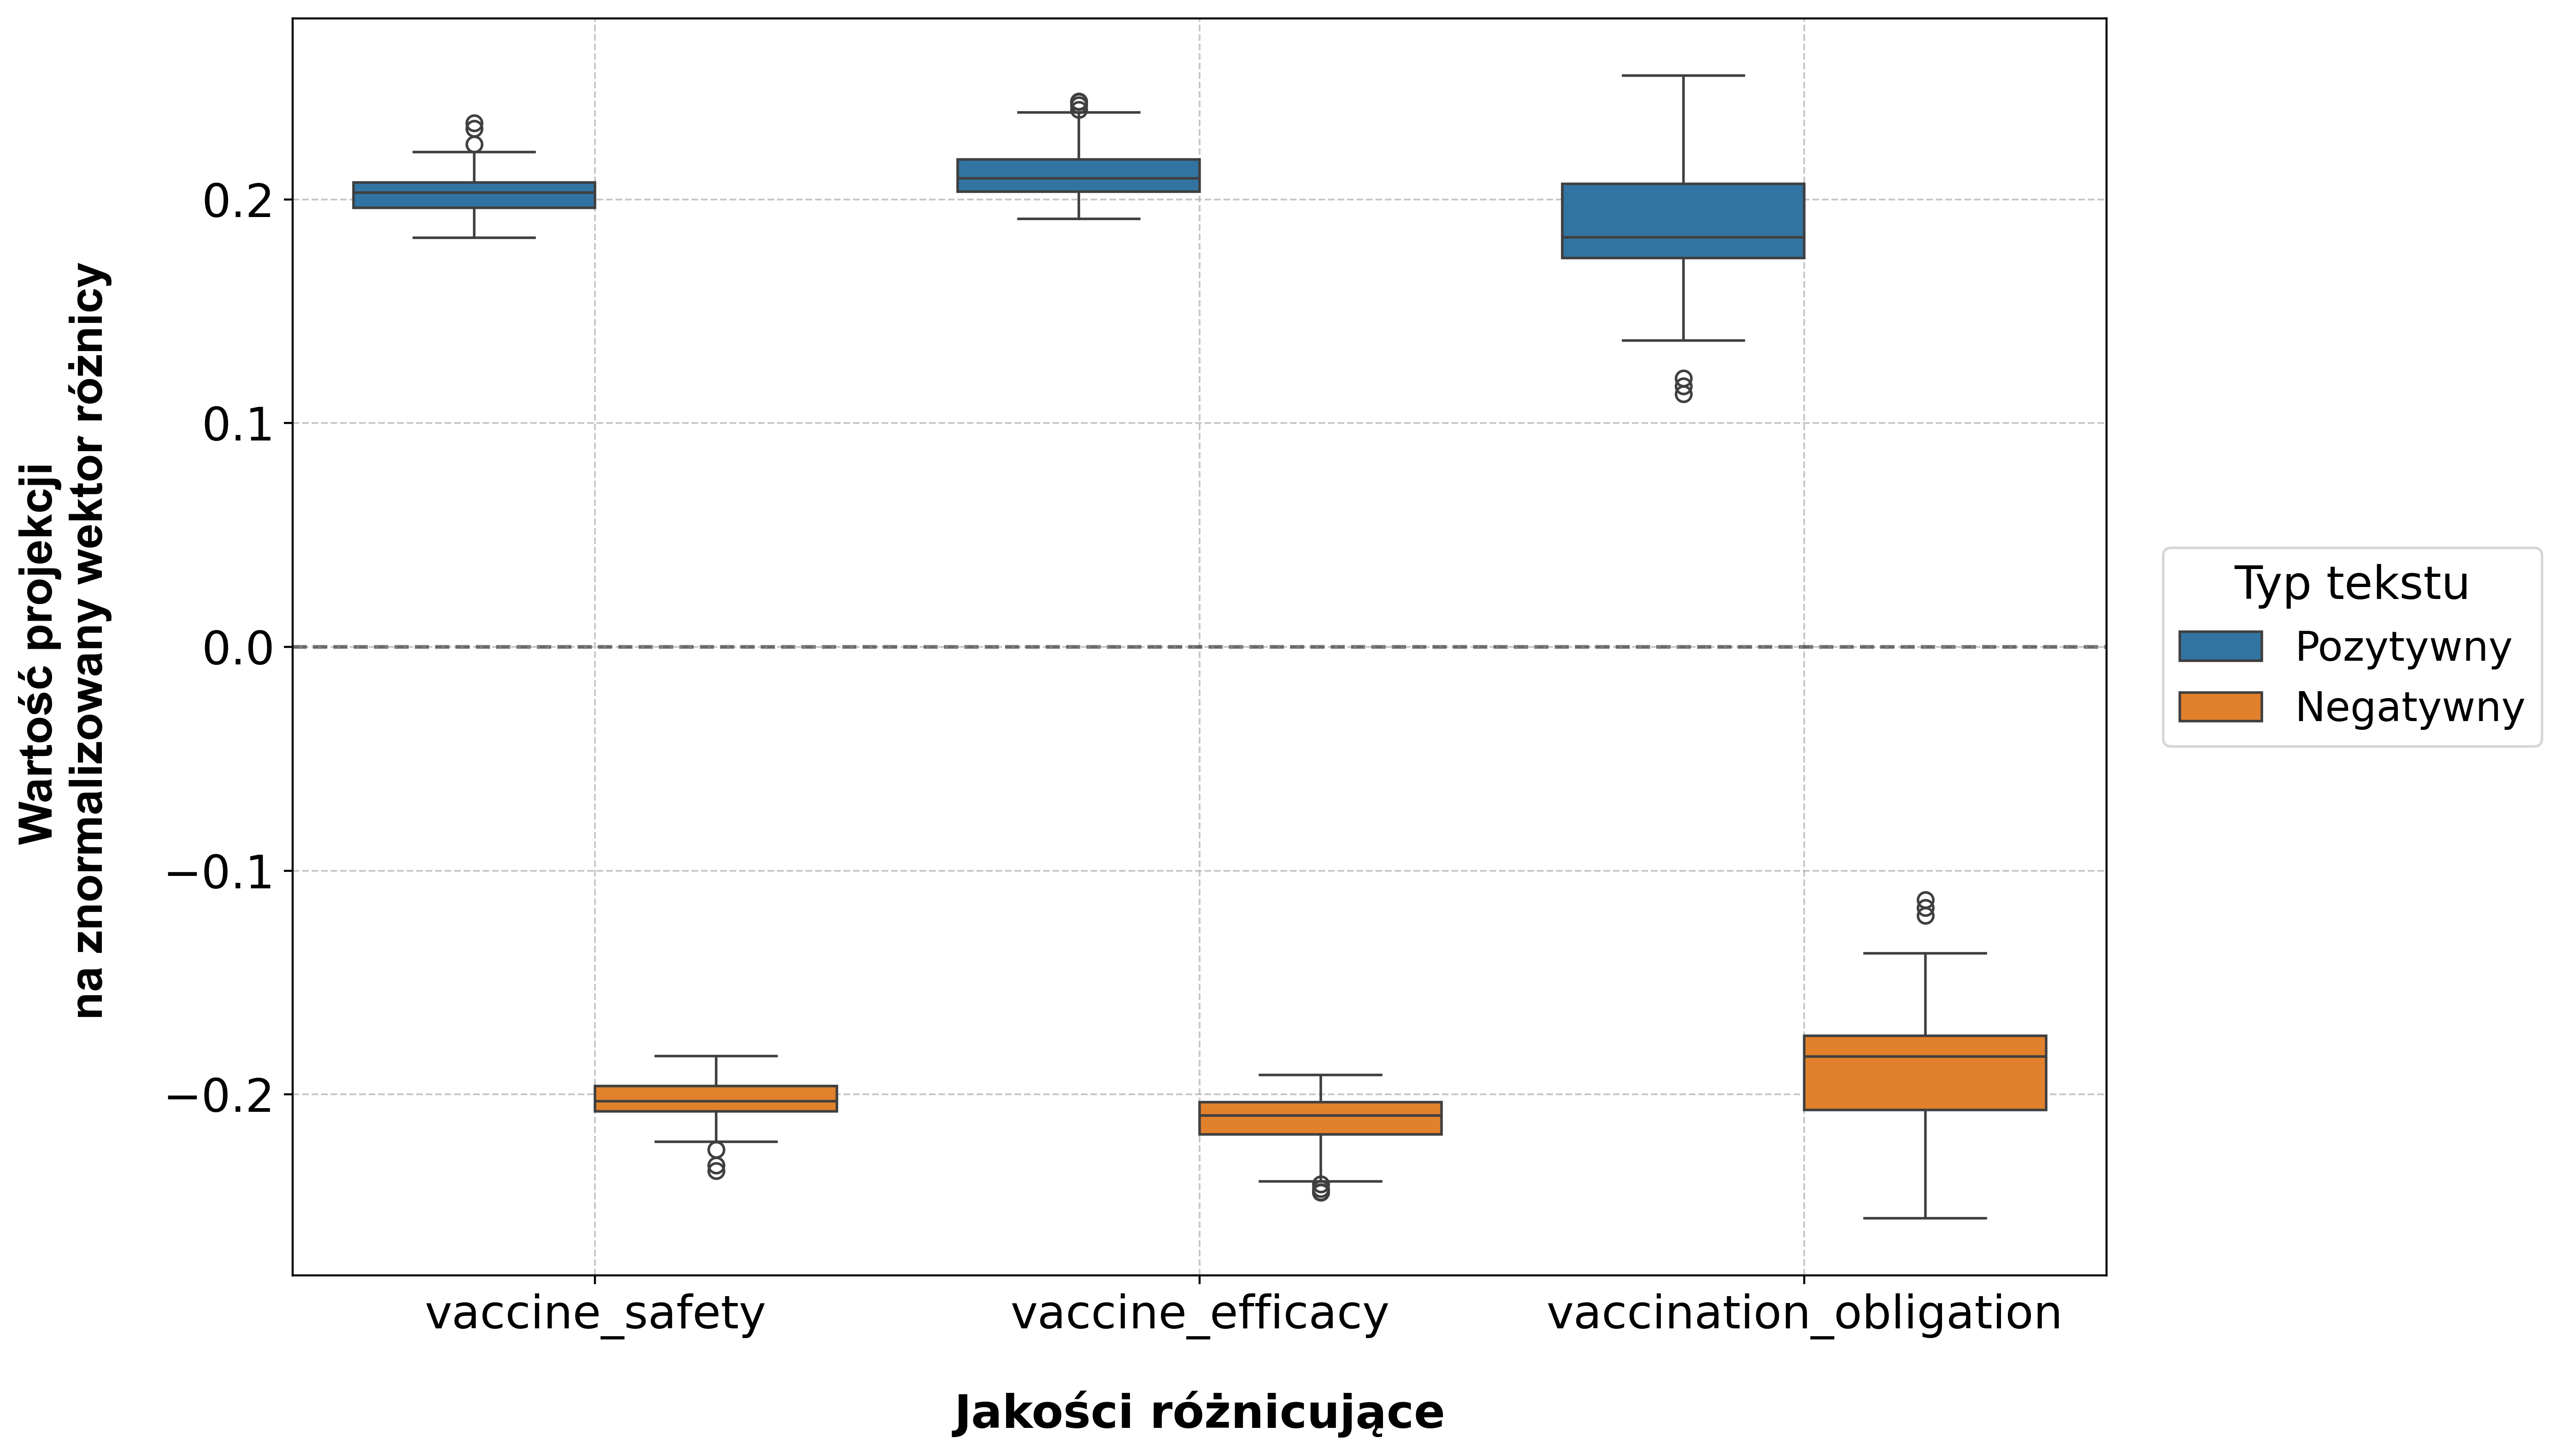 Wartość projekcji
na znormalizowany wektor różnicy
0.2
0.1
0.0
−0.1
−0.2
vaccine_safety
vaccine_efficacy
vaccination_obligation
Jakości różnicujące
Typ tekstu
Pozytywny
Negatywny